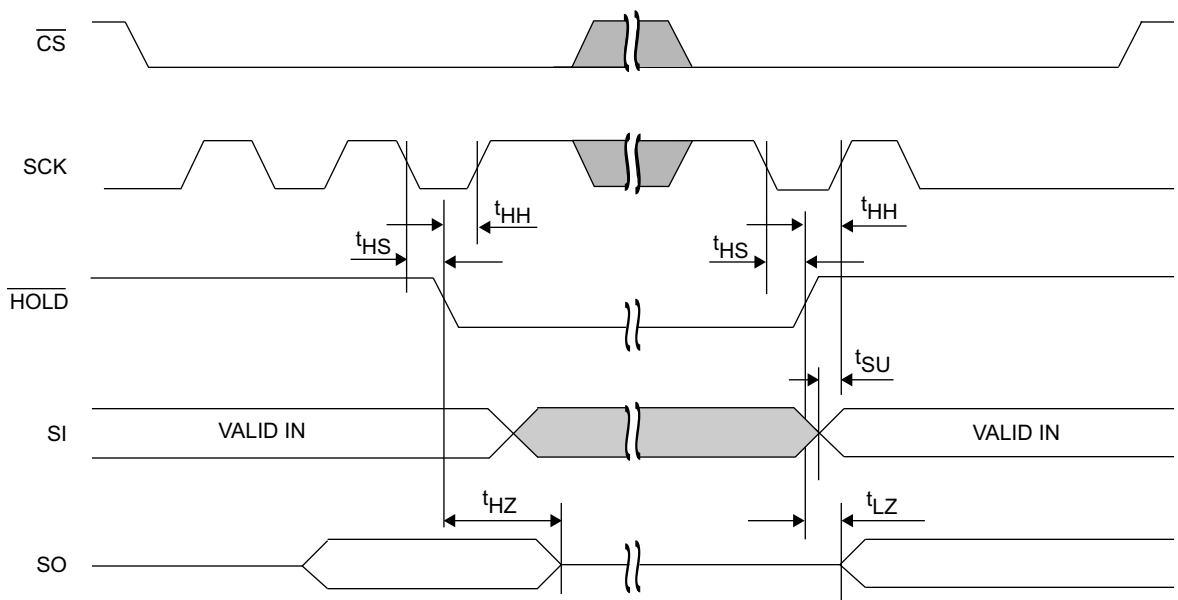 CS
SCK
tHH
tHH
tHS
tHS
HOLD
tSU
SI
VALID IN
VALID IN
tHZ
tLZ
SO